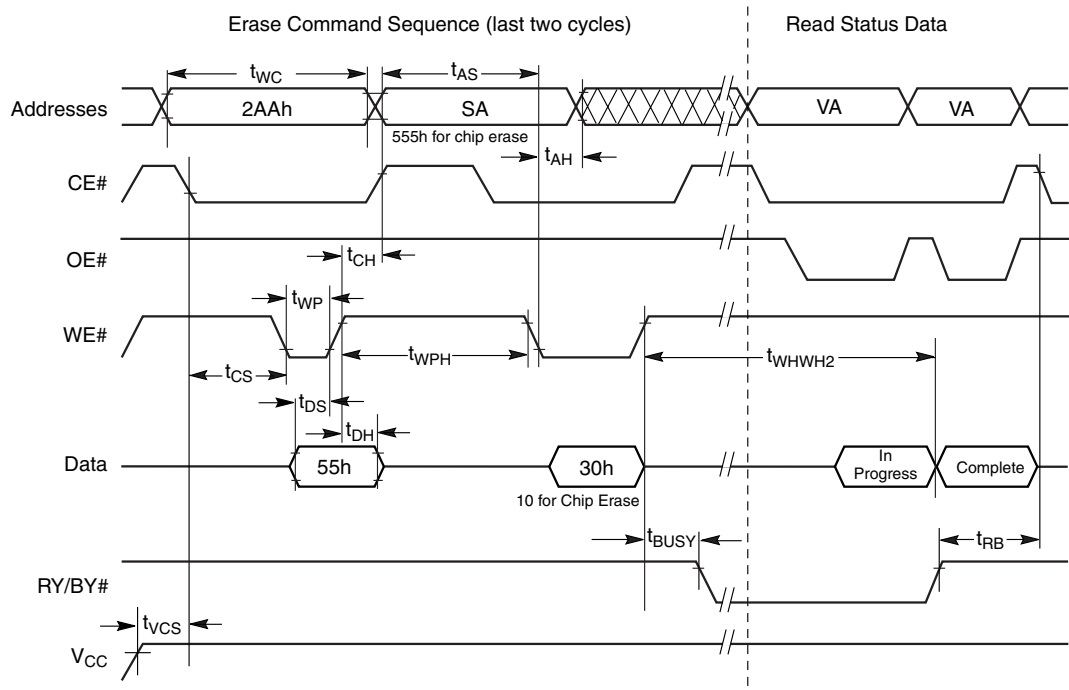 Erase Command Sequence (last two cycles)
Read Status Data
tWC
tAS
Addresses
2AAh
SA
VA
VA
555h for chip erase
tAH
CE#
tCH
OE#
tWP
WE#
tWPH
tWHWH2
tCS
tDS
tDH
Data
55h
30h
In
Progress
Complete
10 for Chip Erase
tBUSY
tRB
RY/BY#
tVCS
VCC